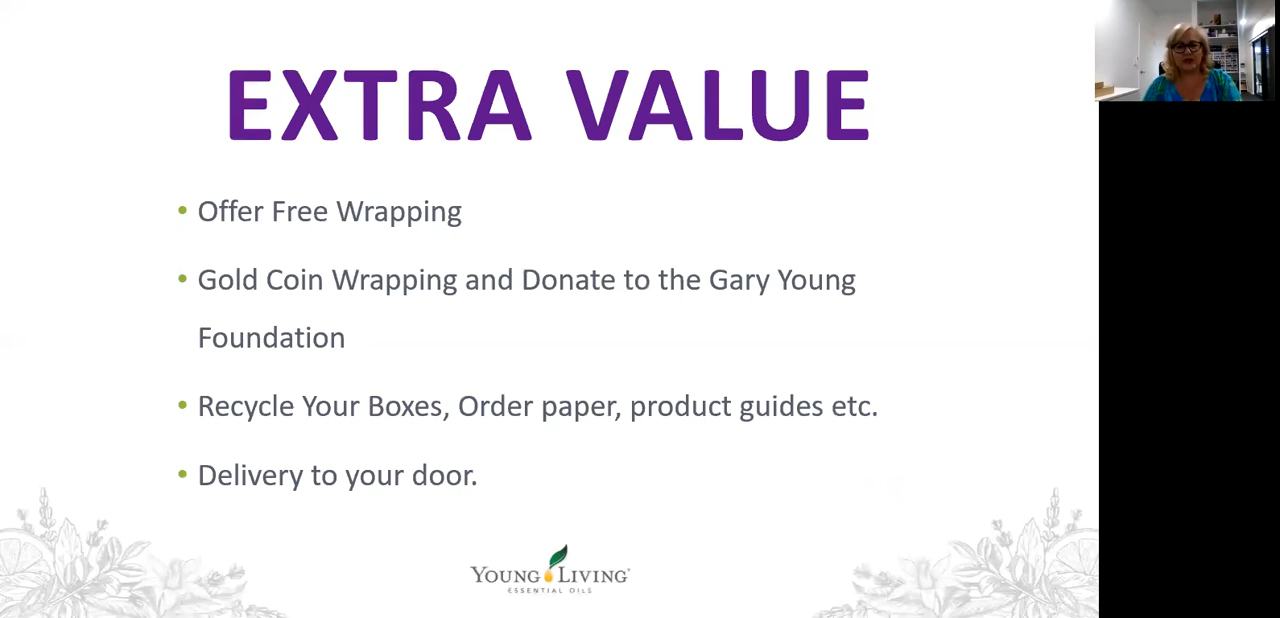 EXTRA VALUE
• Offer Free Wrapping
• Gold Coin Wrapping and Donate to the Gary Young
Foundation
• Recycle Your Boxes, Order paper, product guides etc.
• Delivery to your door.
YOUNG LIVING
ESSENTIAL OILS